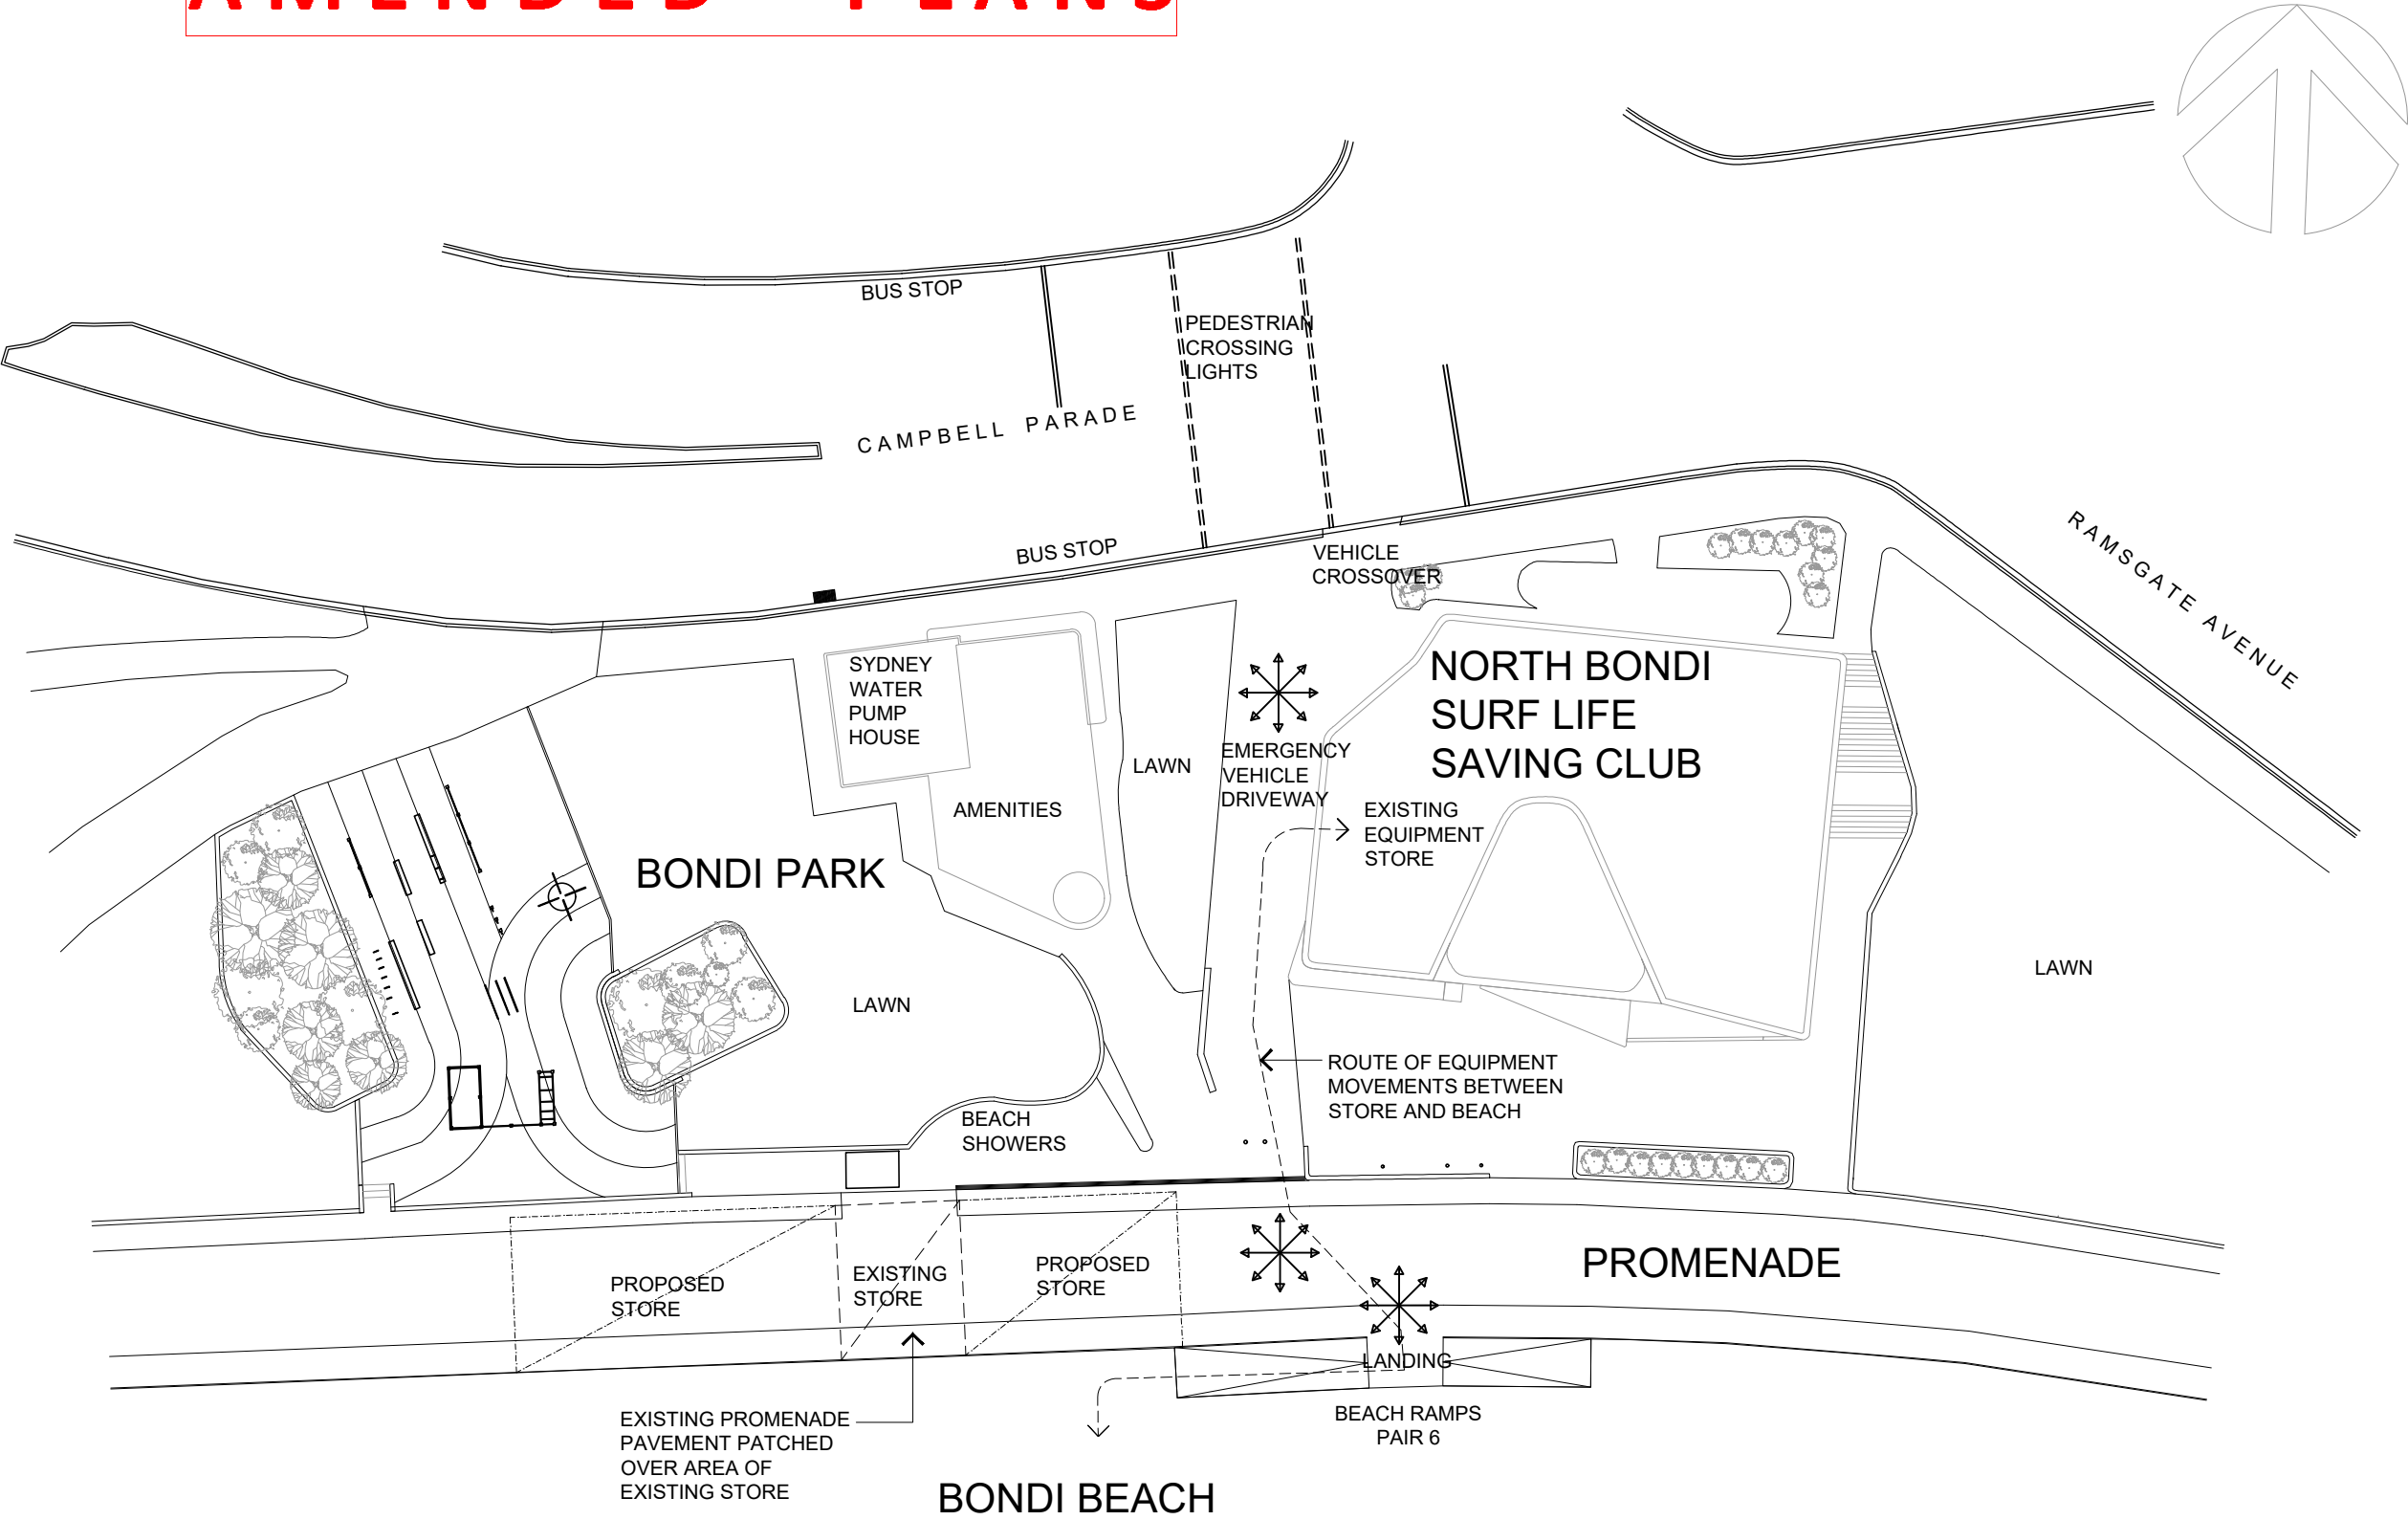 AMENDED PLANS
BUS STOP
PEDESTRIAN
CROSSING
LIGHTS
CAMPBELL PARADE
BUS STOP
VEHICLE
CROSSOVER
RAMSGATE AVENUE
SYDNEY
WATER
PUMP
HOUSE
NORTH BONDI
SURF LIFE
SAVING CLUB
LAWN
EMERGENCY
VEHICLE
DRIVEWAY
AMENITIES
EXISTING
EQUIPMENT
STORE
BONDI PARK
LAWN
LAWN
ROUTE OF EQUIPMENT
MOVEMENTS BETWEEN
STORE AND BEACH
BEACH
SHOWERS
PROPOSED
STORE
EXISTING
STORE
PROPOSED
STORE
PROMENADE
LANDING
EXISTING PROMENADE
PAVEMENT PATCHED
OVER AREA OF
EXISTING STORE
BEACH RAMPS
PAIR 6
BONDI BEACH